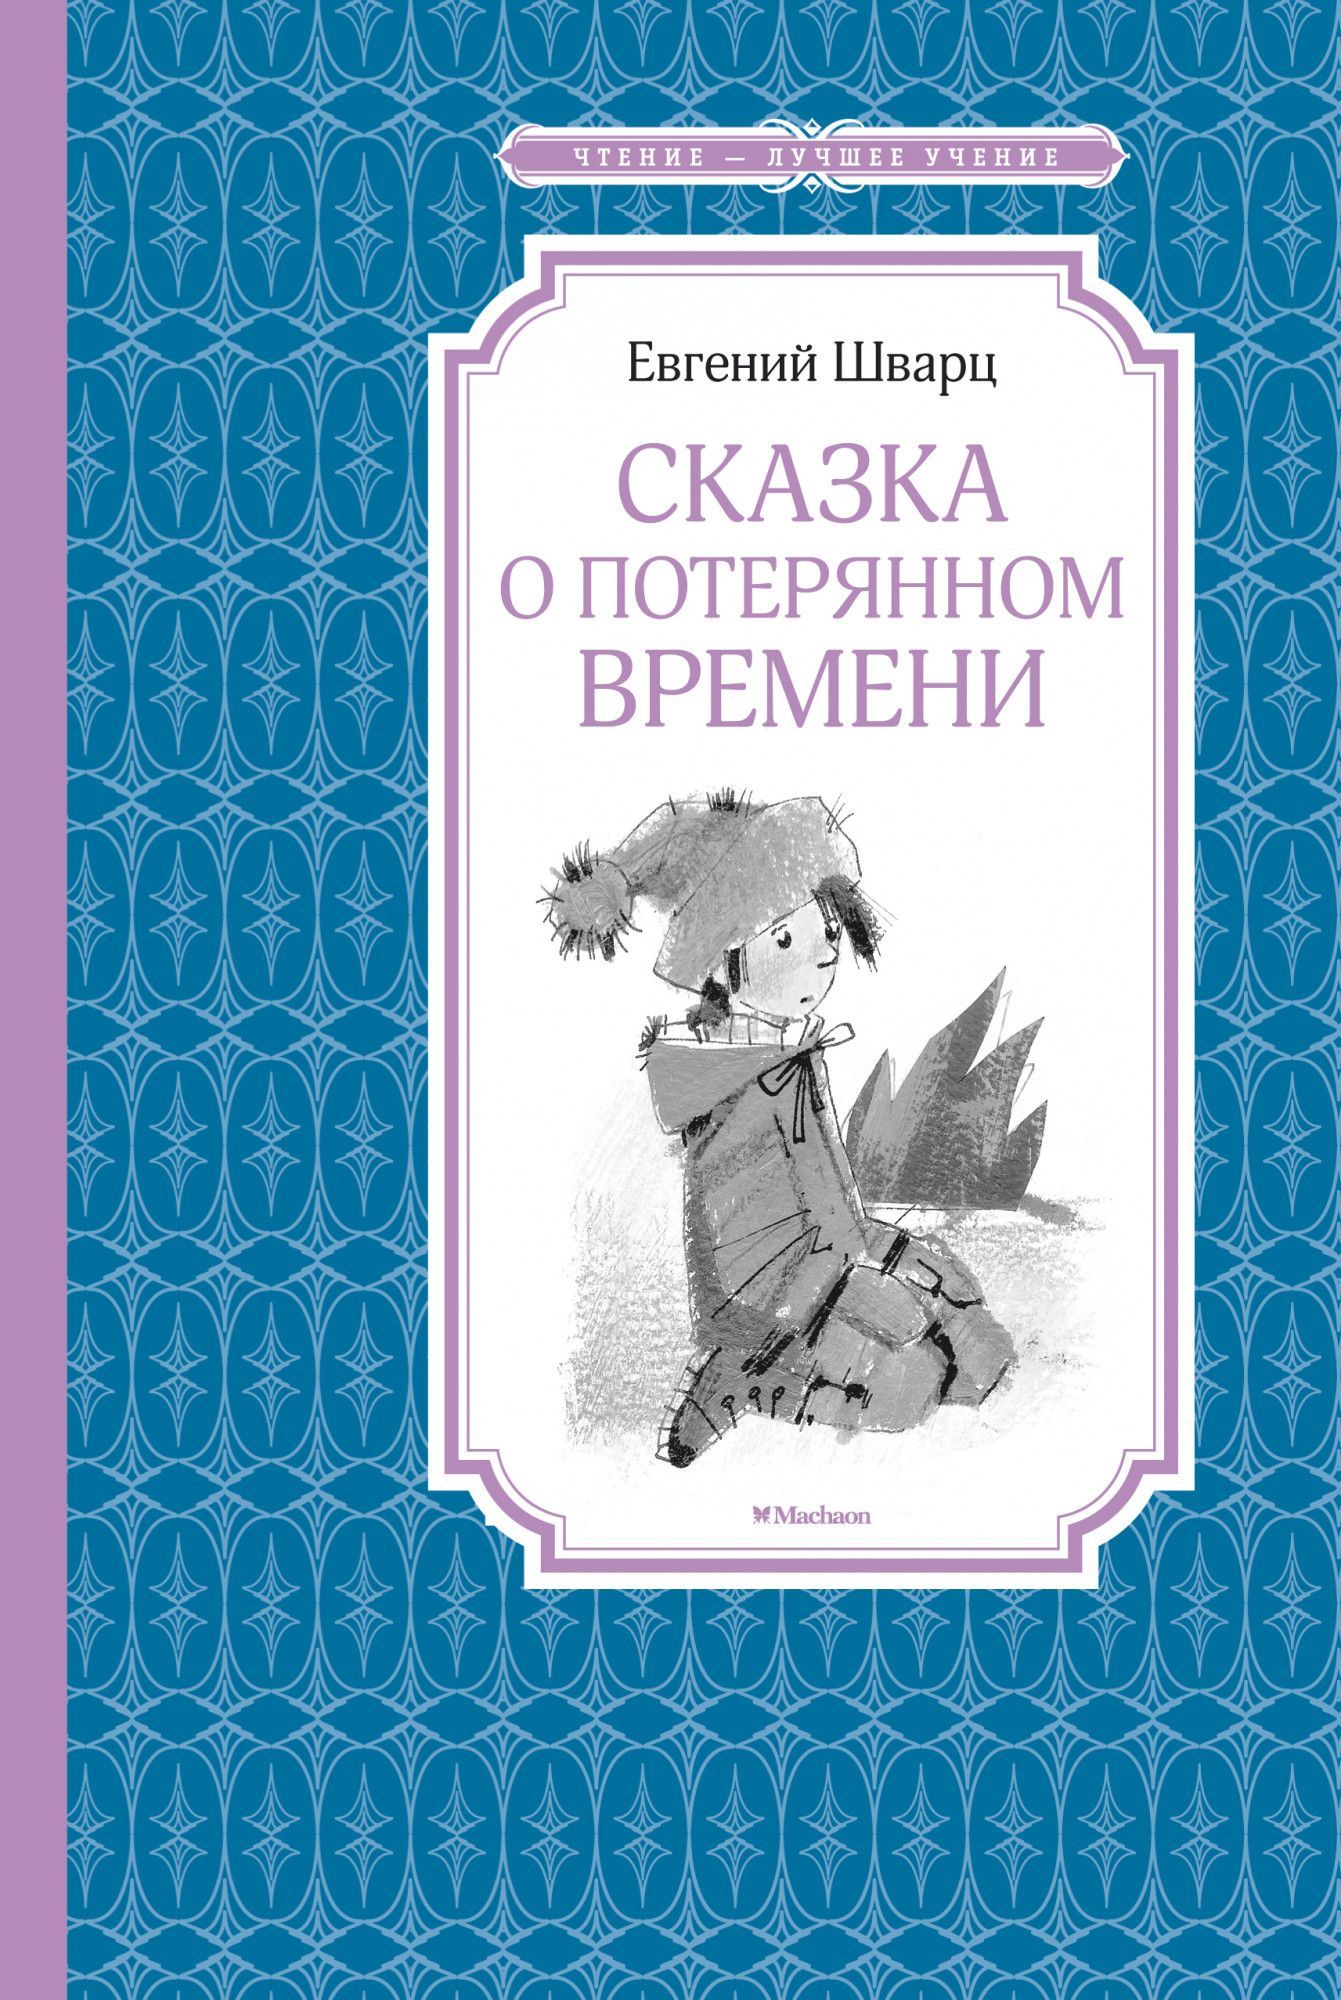 ЧТЕНИЕ — ЛУЧШЕЕ УЧЕНИЕ
Евгений Шварц
СКАЗКА
О ПОТЕРЯННОМ
ВРЕМЕНИ
Machaon